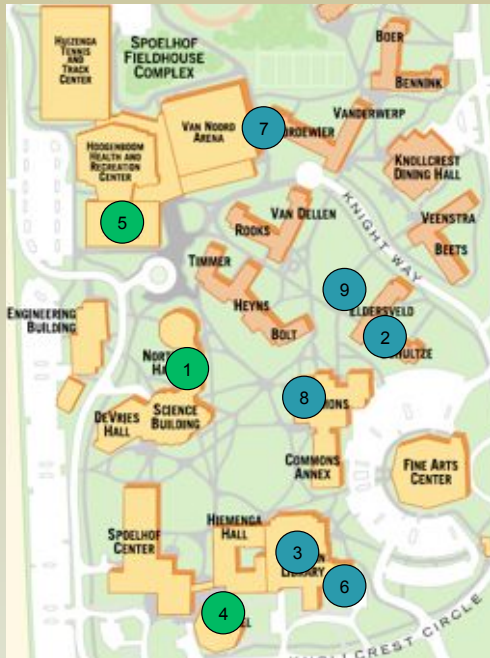 HUIZENGA
TENNIS
AND
TRACK
CENTER
SPOELHOF
FIELDHOUSE
COMPLEX
BOER
BENNINK
VAN NOORD
ARENA
7
VANDERWERP
HOOGENBOOM
HEALTH AND
RECREATION
CENTER
KNOLLCREST
DINING HALL
5
VAN DELLEN
ROOKS
KNIGHT WAY
VEENSTRA
BEETS
TIMMER
HEYNS
BOLT
9
ELDERSVELD
2
ENGINEERING
BUILDING
1
8
DEVRIES
HALL
SCIENCE
BUILDING
COMMONS
ANNEX
FINE ARTS
CENTER
SPOELHOF
CENTER
HIEMENGA
HALL
3
LIBRARY
6
4
KNOLLCREST CIRCLE